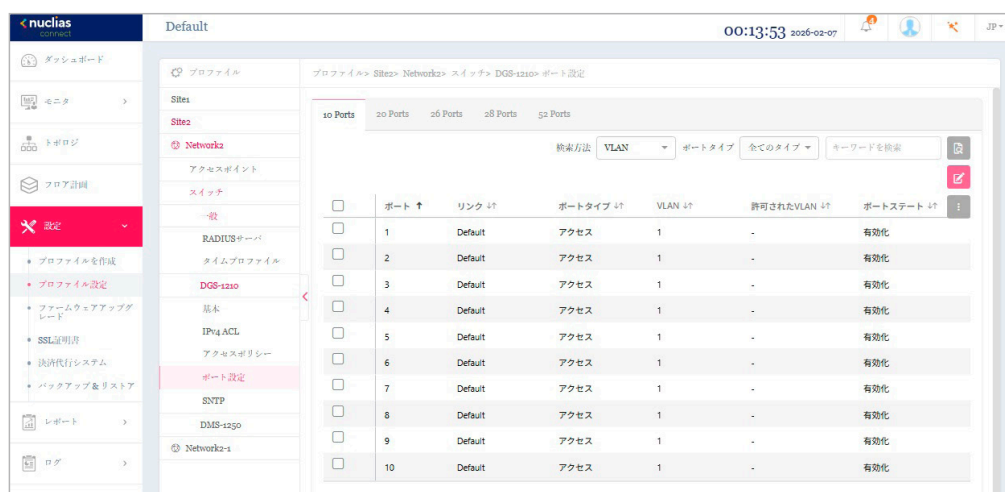 nuclias
connect
Default
00:13:53 2026-02-07
4
JP
ダッシュボード
モニタ
トポロジ
フロア計画
設定
プロファイルを作成
プロファイル設定
ファームウェアアップグ
レード
SSL証明書
決済代行システム
バックアップ&リストア
レポート
ログ
プロファイル
Site1
Site2
Network2
アクセスポイント
スイッチ
一般
RADIUSサーバ
タイムプロファイル
DGS-1210
基本
IPv4 ACL
アクセスポリシー
ポート設定
SNTP
DMS-1250
Network2-1
プロファイル> Site2> Network2> スイッチ> DGS-1210> ポート設定
10 Ports 20 Ports 26 Ports 28 Ports 52 Ports
検索方法 VLAN ポートタイプ 全てのタイプ キーワードを検索
ポート ↑ リンク ↓↑ ポートタイプ ↓↑ VLAN ↓↑ 許可されたVLAN ↓↑ ポートステート ↓↑
1 Default アクセス 1 - 有効化
2 Default アクセス 1 - 有効化
3 Default アクセス 1 - 有効化
4 Default アクセス 1 - 有効化
5 Default アクセス 1 - 有効化
6 Default アクセス 1 - 有効化
7 Default アクセス 1 - 有効化
8 Default アクセス 1 - 有効化
9 Default アクセス 1 - 有効化
10 Default アクセス 1 - 有効化